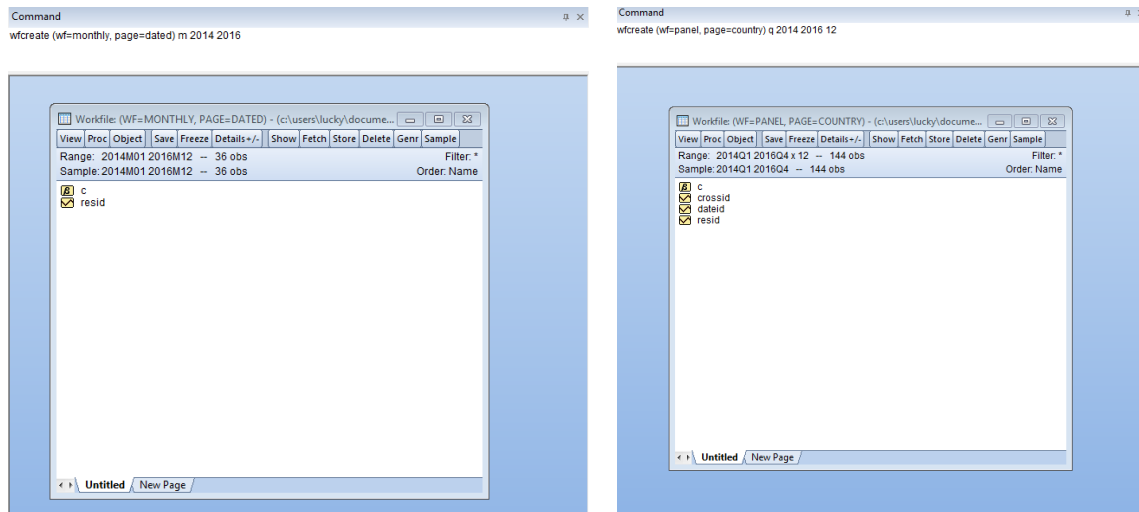 Command
wfcreate (wf=monthly, page=dated) m 2014 2016
Workfile: (WF=MONTHLY, PAGE=DATED) - (c:\users\lucky\docume...
View Proc Object Save Freeze Details+/- Show Fetch Store Delete Genr Sample
Range: 2014M01 2016M12 -- 36 obs Filter: *
Sample: 2014M01 2016M12 -- 36 obs Order: Name
β c
resid
Untitled New Page
Command
wfcreate (wf=panel, page=country) q 2014 2016 12
Workfile: (WF=PANEL, PAGE=COUNTRY) - (c:\users\lucky\docume...
View Proc Object Save Freeze Details+/- Show Fetch Store Delete Genr Sample
Range: 2014Q1 2016Q4 x 12 -- 144 obs Filter: *
Sample: 2014Q1 2016Q4 -- 144 obs Order: Name
β c
crossid
dateid
resid
Untitled New Page